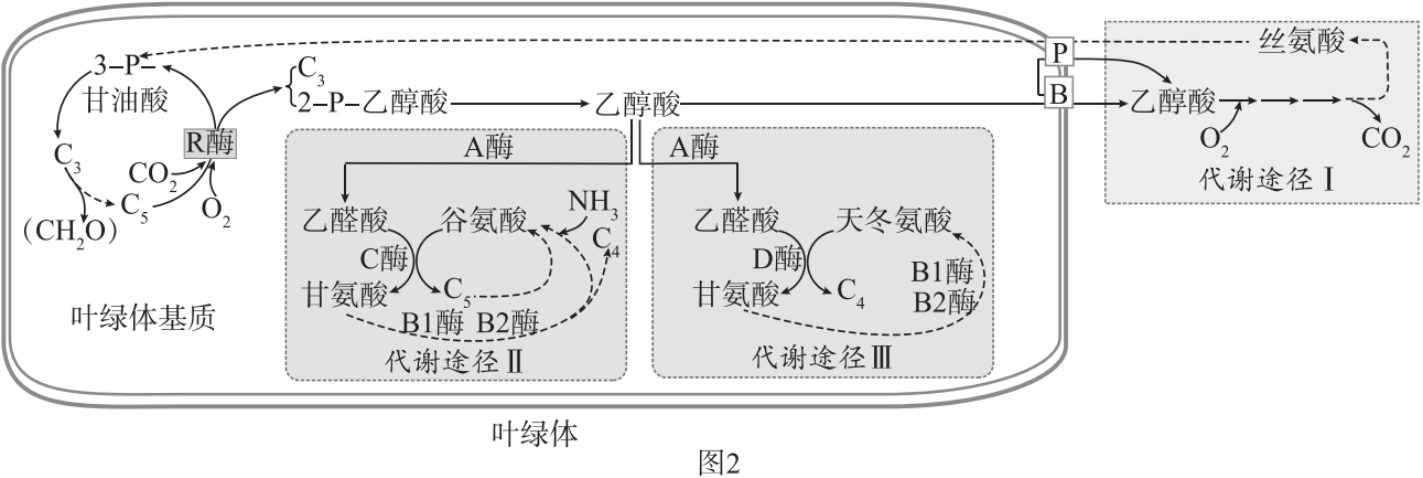 3-P-
甘油酸
C3
C5
(CH2O)
CO2
O2
R酶
C3
2-P-乙醇酸
乙醇酸
A酶
A酶
乙醛酸
谷氨酸
NH3
C4
C酶
甘氨酸
C5
B1酶 B2酶
代谢途径Ⅱ
乙醛酸
天冬氨酸
D酶
甘氨酸
C4
B1酶
B2酶
代谢途径Ⅲ
P
B
丝氨酸
乙醇酸
O2
CO2
代谢途径Ⅰ
叶绿体基质
叶绿体
图2